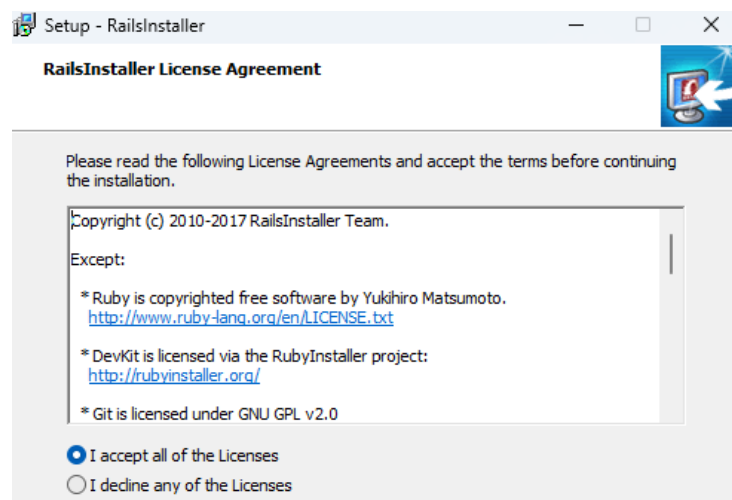 Setup - RailsInstaller
RailsInstaller License Agreement
Please read the following License Agreements and accept the terms before continuing
the installation.
Copyright (c) 2010-2017 RailsInstaller Team.
Except:
* Ruby is copyrighted free software by Yukihiro Matsumoto.
http://www.ruby-lang.org/en/LICENSE.txt
* DevKit is licensed via the RubyInstaller project:
http://rubyinstaller.org/
* Git is licensed under GNU GPL v2.0
I accept all of the Licenses
I decline any of the Licenses